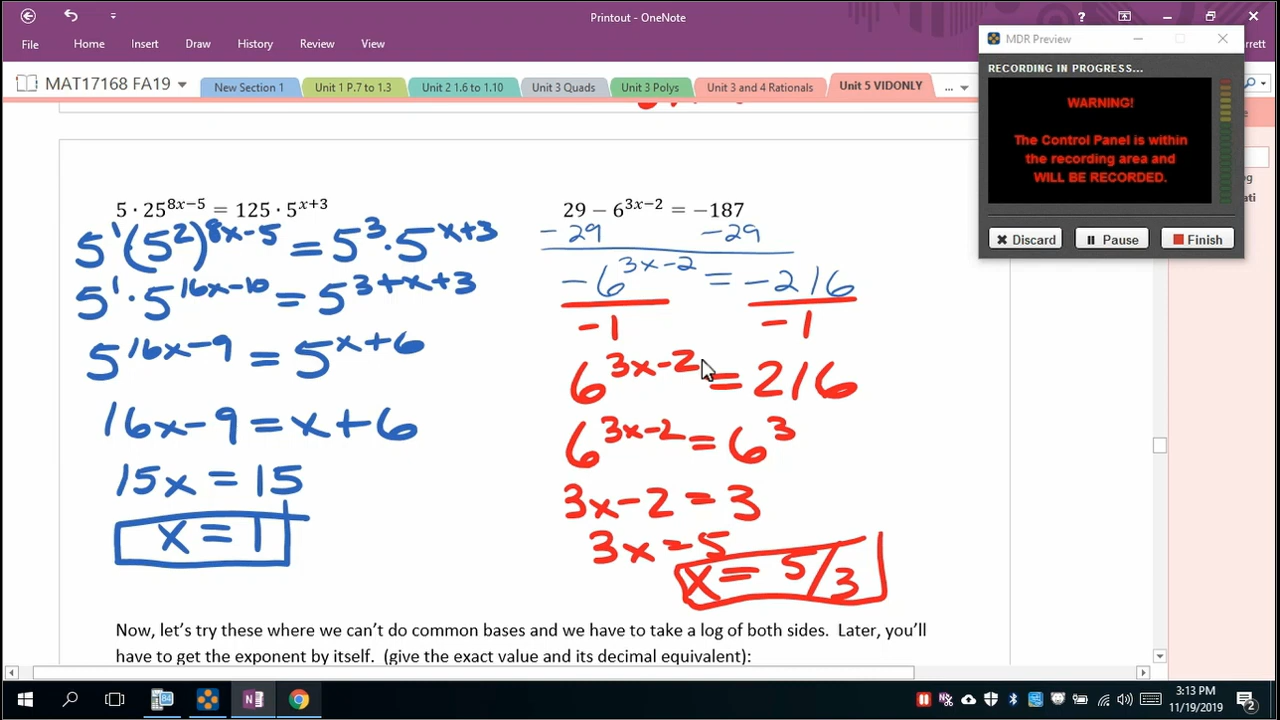 Printout - OneNote
File Home Insert Draw History Review View
MAT17168 FA19 New Section 1 Unit 1 P.7 to 1.3 Unit 2 1.6 to 1.10 Unit 3 Quads Unit 3 Polys Unit 3 and 4 Rationals Unit 5 VIDONLY ...
MDR Preview
RECORDING IN PROGRESS...
WARNING!
The Control Panel is within
the recording area and
WILL BE RECORDED.
Discard Pause Finish
5 · 25^{8x−5} = 125 · 5^{x+3}
5^1 (5^2)^{8x-5} = 5^3 · 5^{x+3}
5^1 · 5^{16x-10} = 5^{3+x+3}
5^{16x-9} = 5^{x+6}
16x-9 = x+6
15x = 15
x = 1
29 − 6^{3x−2} = −187
-29 -29
-6^{3x-2} = -216
-1 -1
6^{3x-2} = 216
6^{3x-2} = 6^3
3x-2 = 3
3x = 5
x = 5/3
Now, let's try these where we can't do common bases and we have to take a log of both sides. Later, you'll
have to get the exponent by itself. (give the exact value and its decimal equivalent):
3:13 PM
11/19/2019
2